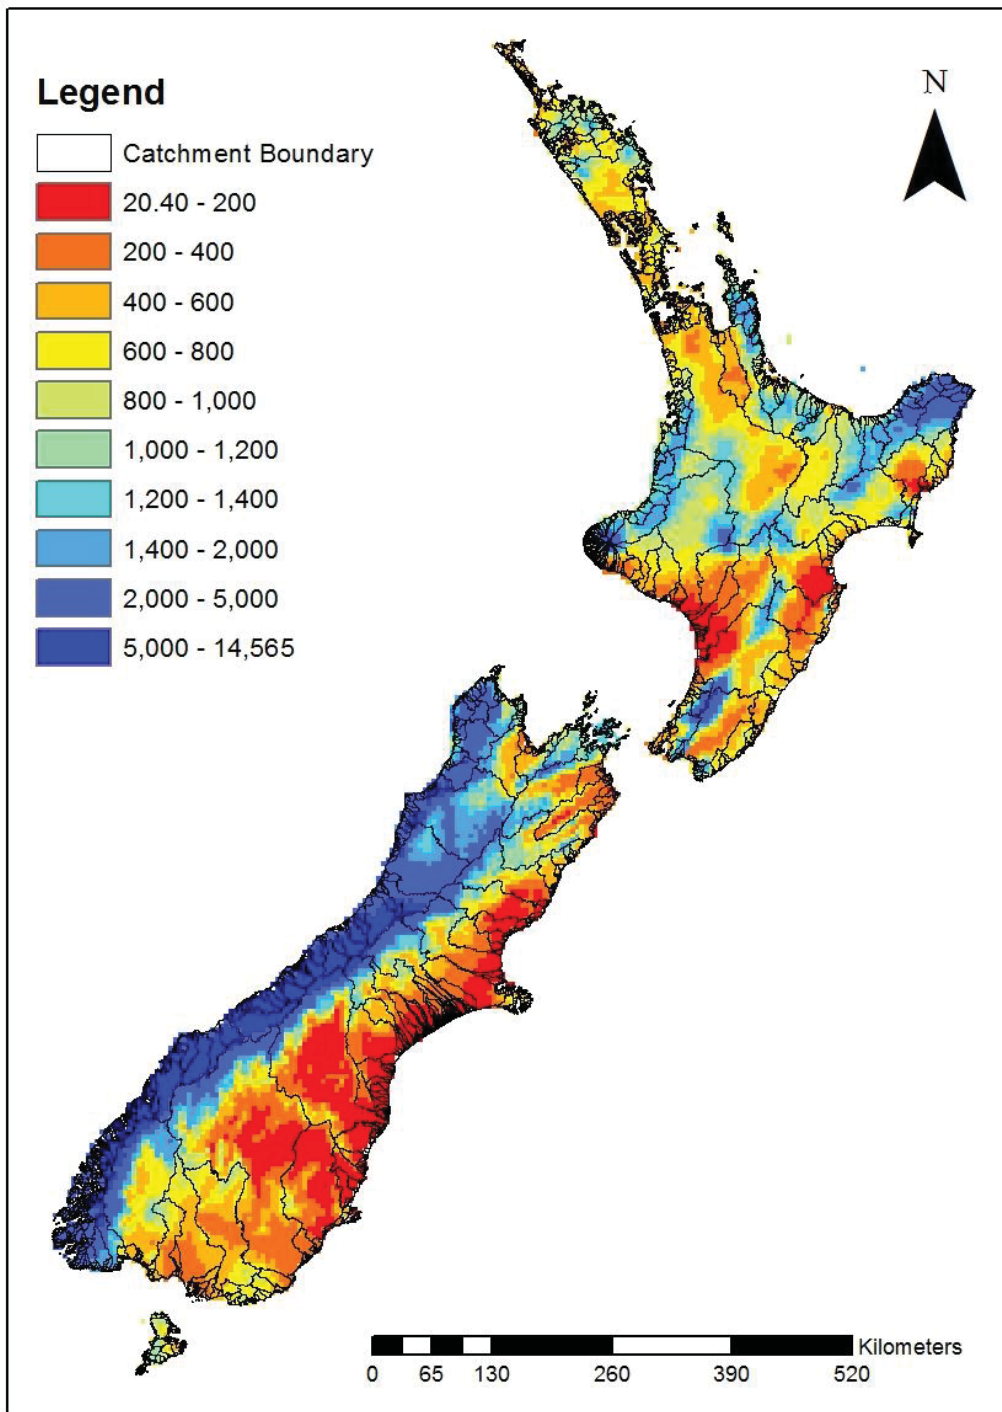 Legend
Catchment Boundary
20.40 - 200
200 - 400
400 - 600
600 - 800
800 - 1,000
1,000 - 1,200
1,200 - 1,400
1,400 - 2,000
2,000 - 5,000
5,000 - 14,565
N
Kilometers
0 65 130 260 390 520